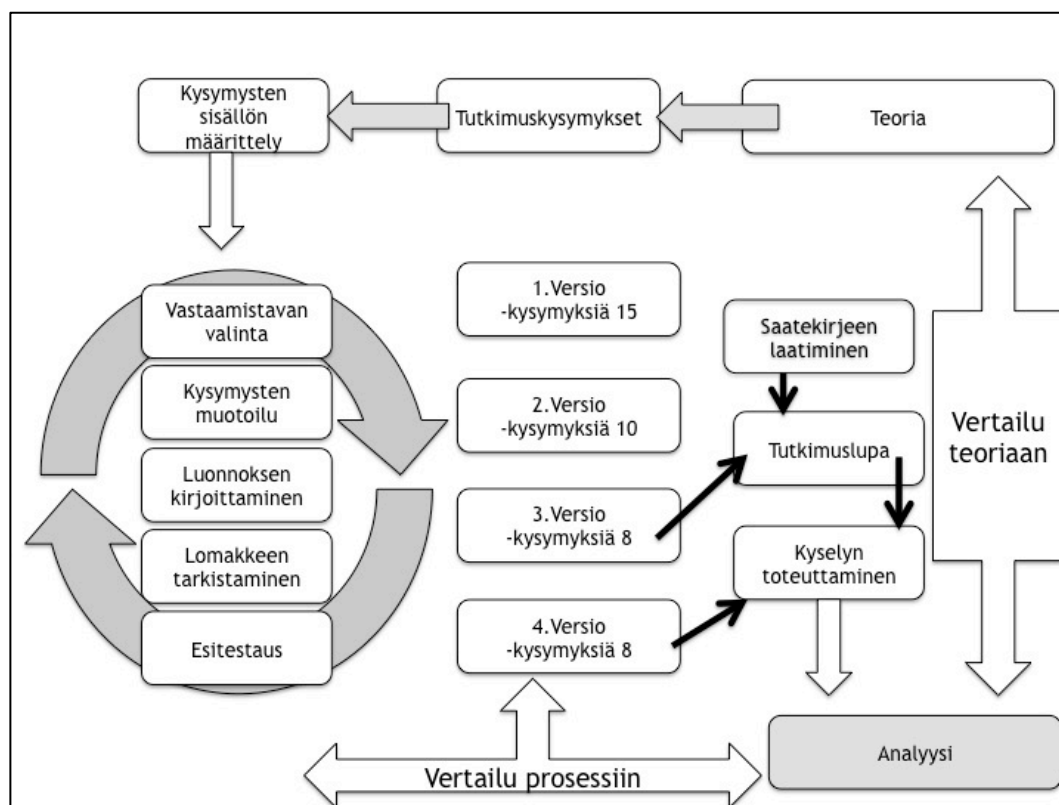 Kysymysten
sisällön
määrittely
Tutkimuskysymykset
Teoria
Vastaamistavan
valinta
Kysymysten
muotoilu
Luonnoksen
kirjoittaminen
Lomakkeen
tarkistaminen
Esitestaus
1.Versio
-kysymyksiä 15
2.Versio
-kysymyksiä 10
3.Versio
-kysymyksiä 8
4.Versio
-kysymyksiä 8
Saatekirjeen
laatiminen
Tutkimuslupa
Kyselyn
toteuttaminen
Vertailu
teoriaan
Analyysi
Vertailu prosessiin